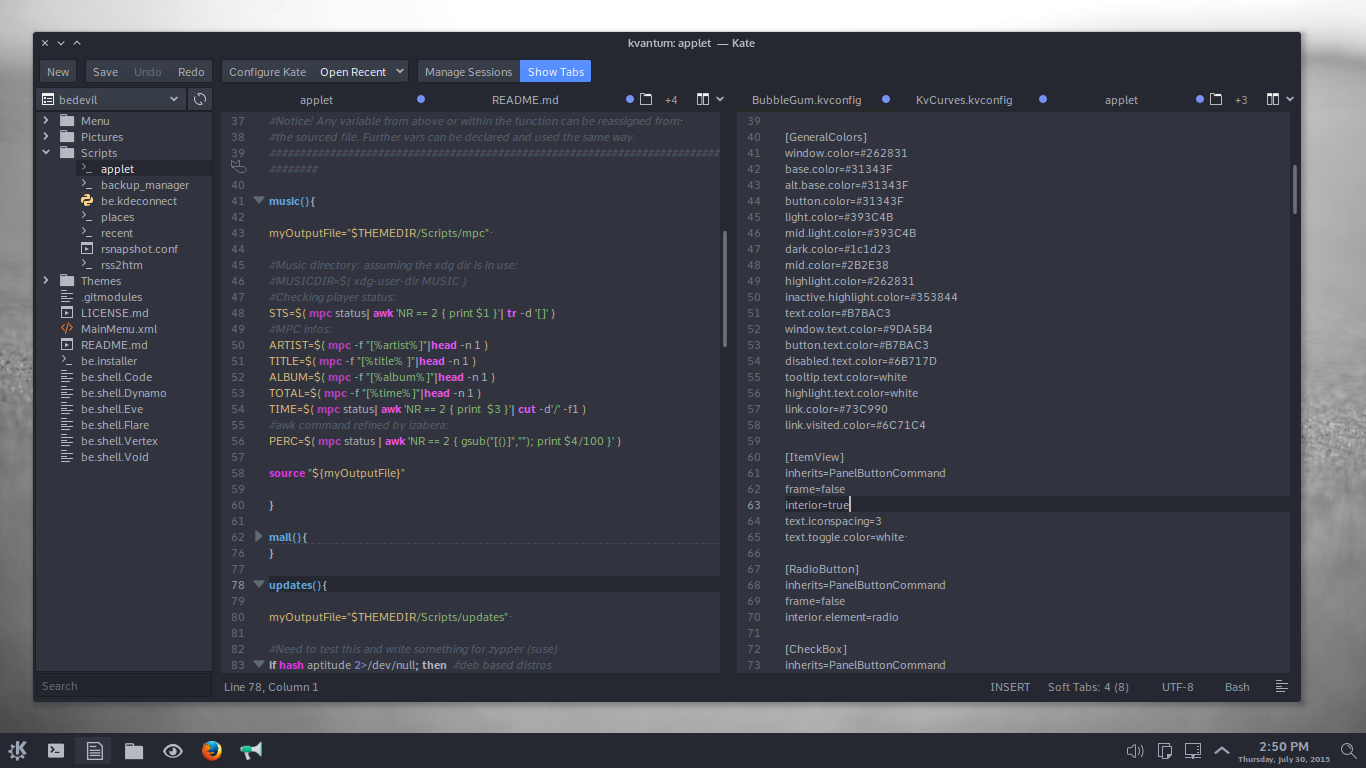 kvantum: applet — Kate
New Save Undo Redo Configure Kate Open Recent Manage Sessions Show Tabs
bedevil
applet README.md +4
BubbleGum.kvconfig KvCurves.kvconfig applet +3
Menu
Pictures
Scripts
applet
backup_manager
be.kdeconnect
places
recent
rsnapshot.conf
rss2htm
Themes
.gitmodules
LICENSE.md
MainMenu.xml
README.md
be.installer
be.shell.Code
be.shell.Dynamo
be.shell.Eve
be.shell.Flare
be.shell.Vertex
be.shell.Void
Search
37 #Notice! Any variable from above or within the function can be reassigned from
38 #the sourced file. Further vars can be declared and used the same way.
39 ###########################################################################
########
40
41 music(){
42
43 myOutputFile="$THEMEDIR/Scripts/mpc"
44
45 #Music directory: assuming the xdg dir is in use:
46 #MUSICDIR=$( xdg-user-dir MUSIC )
47 #Checking player status:
48 STS=$( mpc status| awk 'NR == 2 { print $1 }'| tr -d '[]' )
49 #MPC infos:
50 ARTIST=$( mpc -f "[%artist%]"|head -n 1 )
51 TITLE=$( mpc -f "[%title% ]"|head -n 1 )
52 ALBUM=$( mpc -f "[%album%]"|head -n 1 )
53 TOTAL=$( mpc -f "[%time%]"|head -n 1 )
54 TIME=$( mpc status| awk 'NR == 2 { print  $3 }'| cut -d'/' -f1 )
55 #awk command refined by izabera:
56 PERC=$( mpc status | awk 'NR == 2 { gsub("[()]",""); print $4/100 }' )
57
58 source "${myOutputFile}"
59
60 }
61
62 mail(){
76 }
77
78 updates(){
79
80 myOutputFile="$THEMEDIR/Scripts/updates"
81
82 #Need to test this and write something for zypper (suse)
83 if hash aptitude 2>/dev/null; then  #deb based distros
39
40 [GeneralColors]
41 window.color=#262831
42 base.color=#31343F
43 alt.base.color=#31343F
44 button.color=#31343F
45 light.color=#393C4B
46 mid.light.color=#393C4B
47 dark.color=#1c1d23
48 mid.color=#2B2E38
49 highlight.color=#262831
50 inactive.highlight.color=#353844
51 text.color=#B7BAC3
52 window.text.color=#9DA5B4
53 button.text.color=#B7BAC3
54 disabled.text.color=#6B717D
55 tooltip.text.color=white
56 highlight.text.color=white
57 link.color=#73C990
58 link.visited.color=#6C71C4
59
60 [ItemView]
61 inherits=PanelButtonCommand
62 frame=false
63 interior=true
64 text.iconspacing=3
65 text.toggle.color=white
66
67 [RadioButton]
68 inherits=PanelButtonCommand
69 frame=false
70 interior.element=radio
71
72 [CheckBox]
73 inherits=PanelButtonCommand
Line 78, Column 1 INSERT Soft Tabs: 4 (8) UTF-8 Bash
2:50 PM
Thursday, July 30, 2015